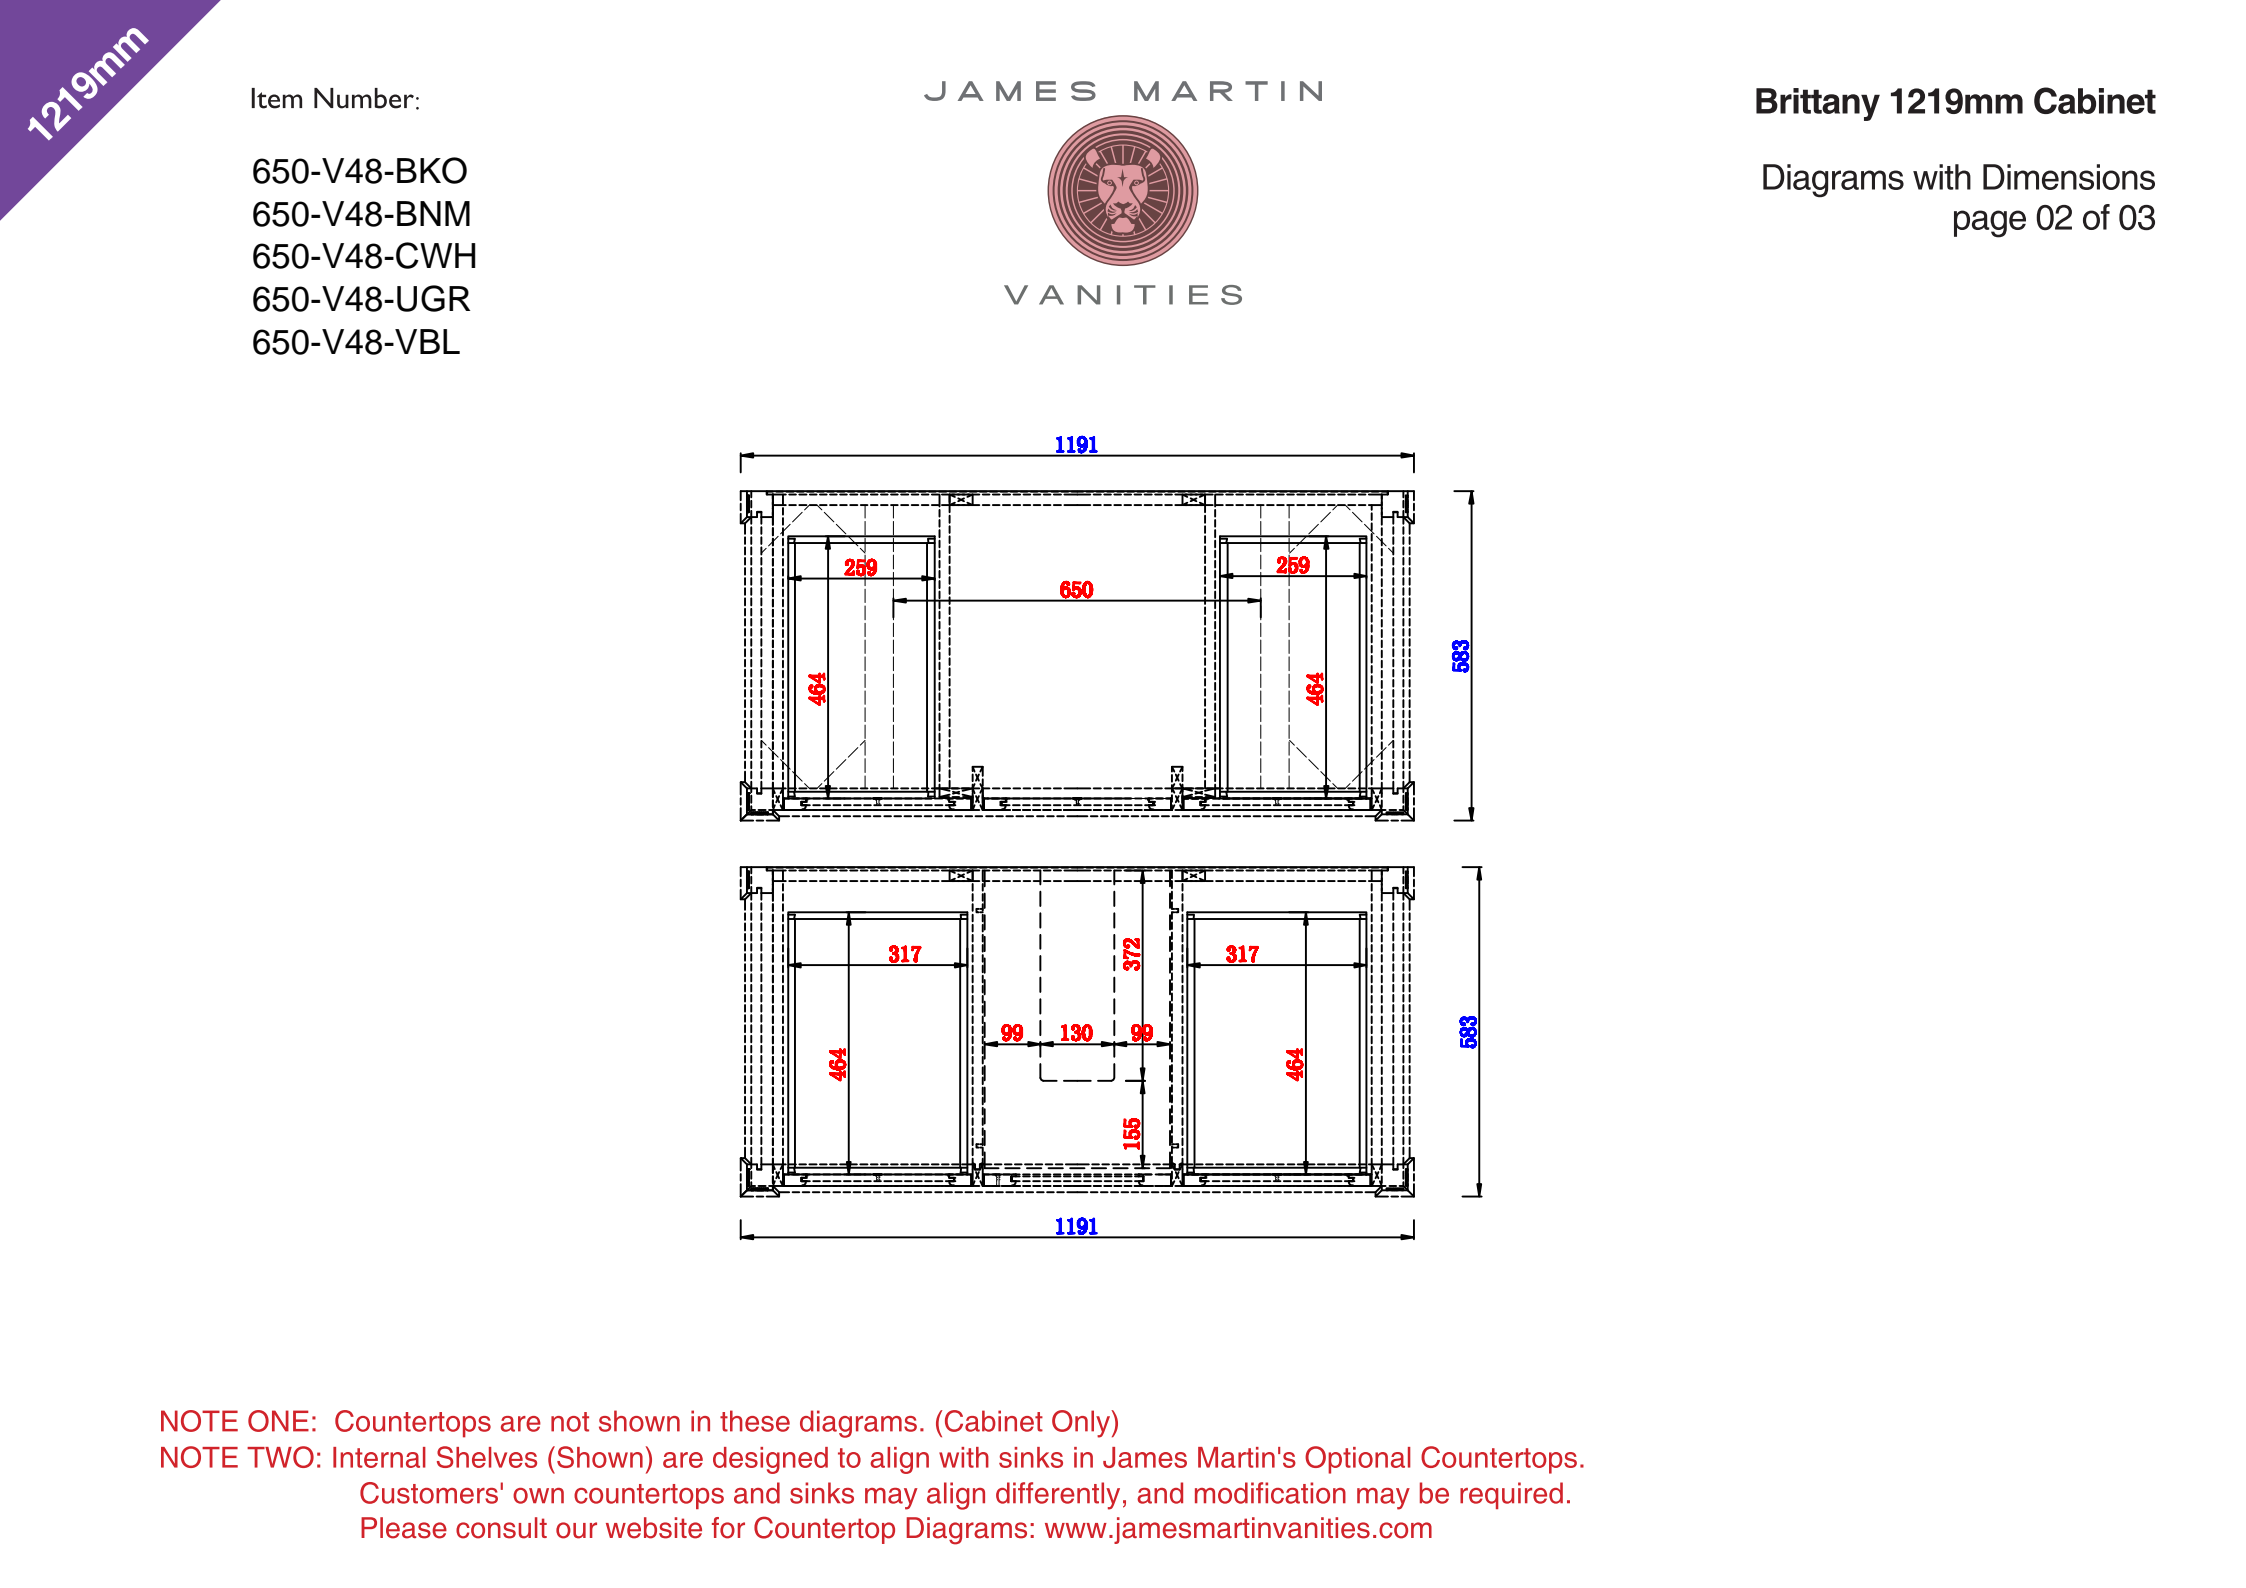 1219mm
Item Number:
650-V48-BKO
650-V48-BNM
650-V48-CWH
650-V48-UGR
650-V48-VBL
JAMES MARTIN
VANITIES
Brittany 1219mm Cabinet
Diagrams with Dimensions
page 02 of 03
1191
259
259
650
464
464
583
317
317
372
99
130
99
464
464
583
155
1191
NOTE ONE: Countertops are not shown in these diagrams. (Cabinet Only)
NOTE TWO: Internal Shelves (Shown) are designed to align with sinks in James Martin's Optional Countertops.
Customers' own countertops and sinks may align differently, and modification may be required.
Please consult our website for Countertop Diagrams: www.jamesmartinvanities.com